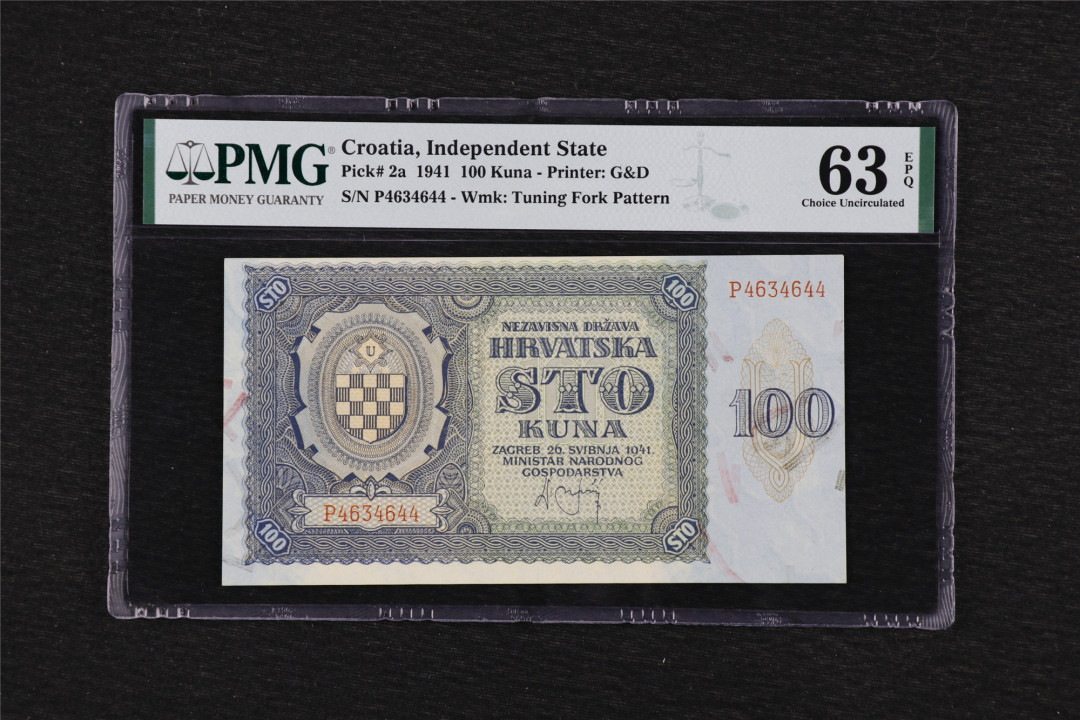 PMG®
PAPER MONEY GUARANTY
Croatia, Independent State
Pick# 2a 1941 100 Kuna - Printer: G&D
S/N P4634644 - Wmk: Tuning Fork Pattern
63
EPQ
Choice Uncirculated
STO
100
P4634644
U
NEZAVISNA DRŽAVA
HRVATSKA
STO
KUNA
100
ZAGREB 26. SVIBNJA 1941.
MINISTAR NARODNOG
GOSPODARSTVA
P4634644
100
STO